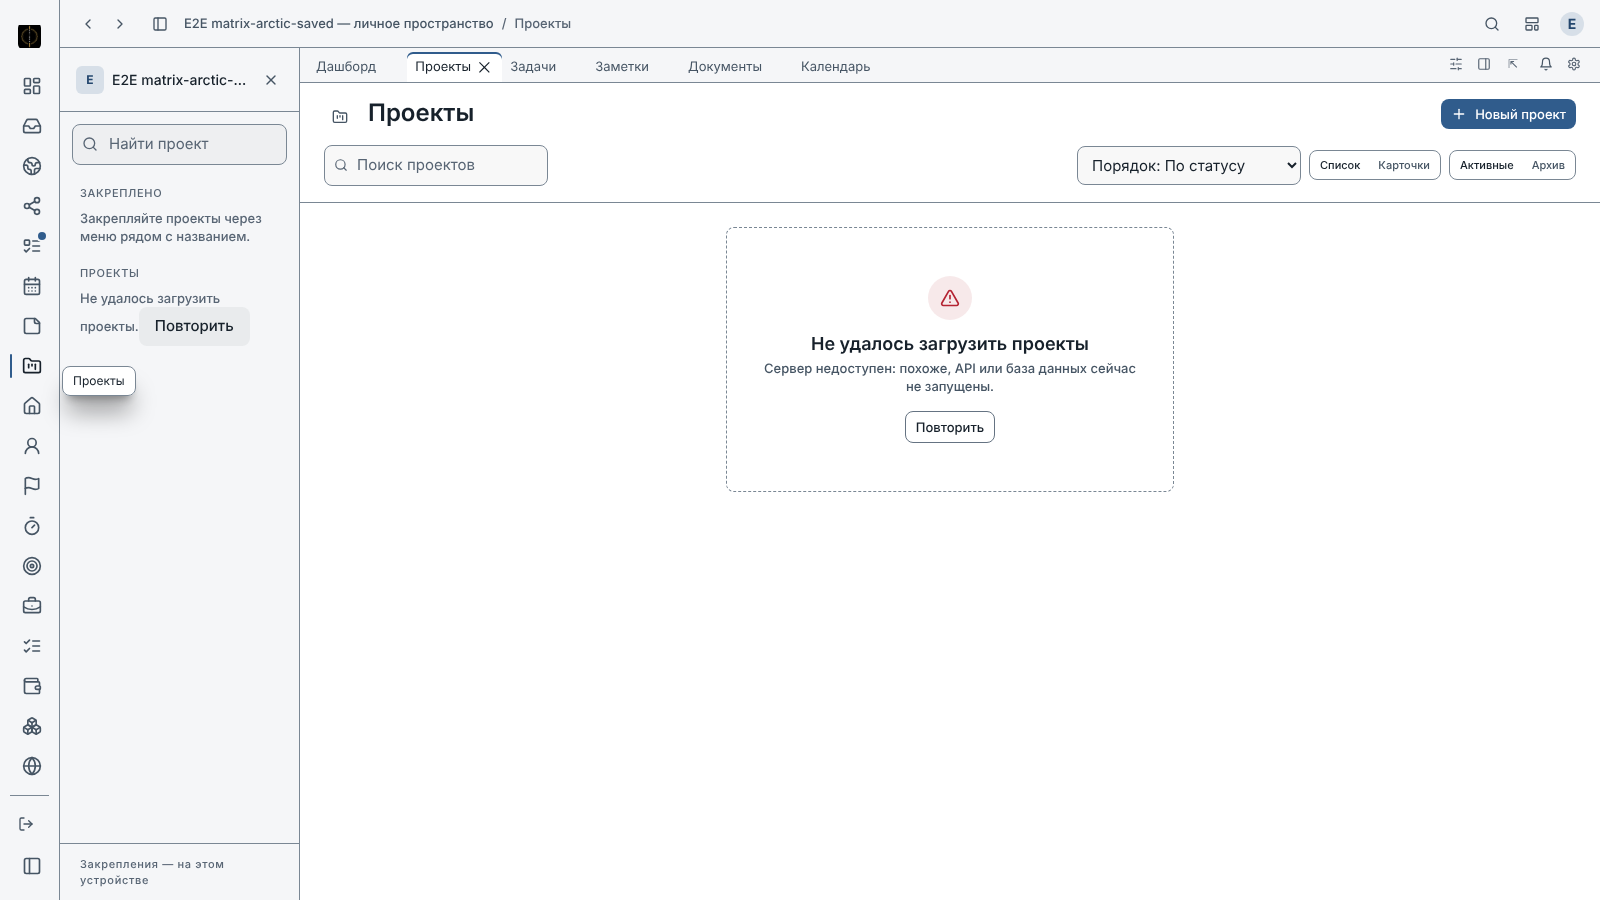 E2E matrix-arctic-saved — личное пространство / Проекты
E
E
E2E matrix-arctic-...
Найти проект
ЗАКРЕПЛЕНО
Закрепляйте проекты через
меню рядом с названием.
ПРОЕКТЫ
Не удалось загрузить
проекты. Повторить
Проекты
Закрепления — на этом
устройстве
Дашборд Проекты Задачи Заметки Документы Календарь
Проекты
Новый проект
Поиск проектов
Порядок: По статусу
Список Карточки
Активные Архив
Не удалось загрузить проекты
Сервер недоступен: похоже, API или база данных сейчас
не запущены.
Повторить